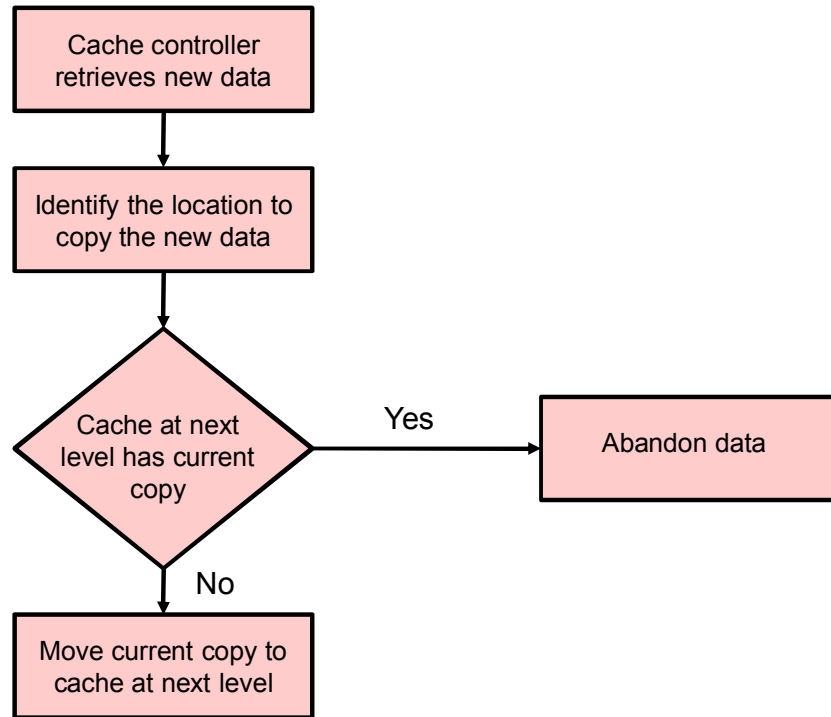 Cache controller
retrieves new data
Identify the location to
copy the new data
Cache at next
level has current
copy
Yes
Abandon data
No
Move current copy to
cache at next level